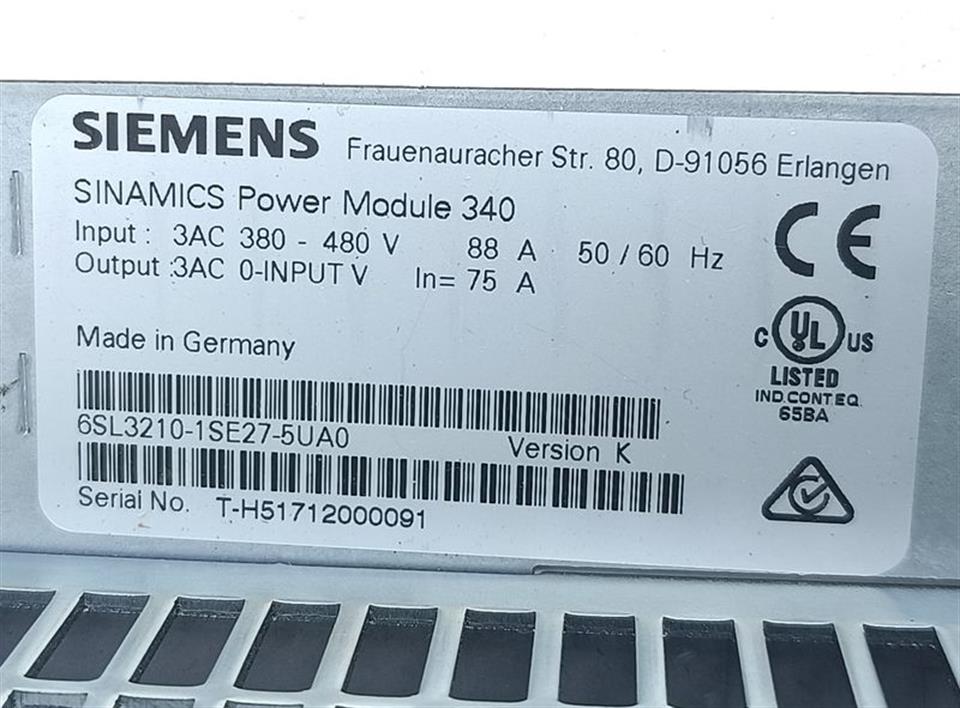 SIEMENS Frauenauracher Str. 80, D-91056 Erlangen
SINAMICS Power Module 340
Input : 3AC 380 - 480 V 88 A 50 / 60 Hz
Output :3AC 0-INPUT V In= 75 A
CE
Made in Germany
C UL US
LISTED
IND.CONT.EQ.
65BA
6SL3210-1SE27-5UA0
Version K
Serial No. T-H51712000091